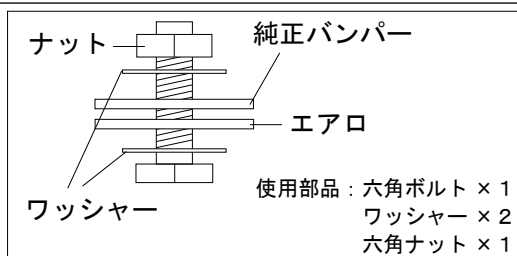 ナット
純正バンパー
エアロ
ワッシャー
使用部品：六角ボルト × 1
ワッシャー × 2
六角ナット × 1